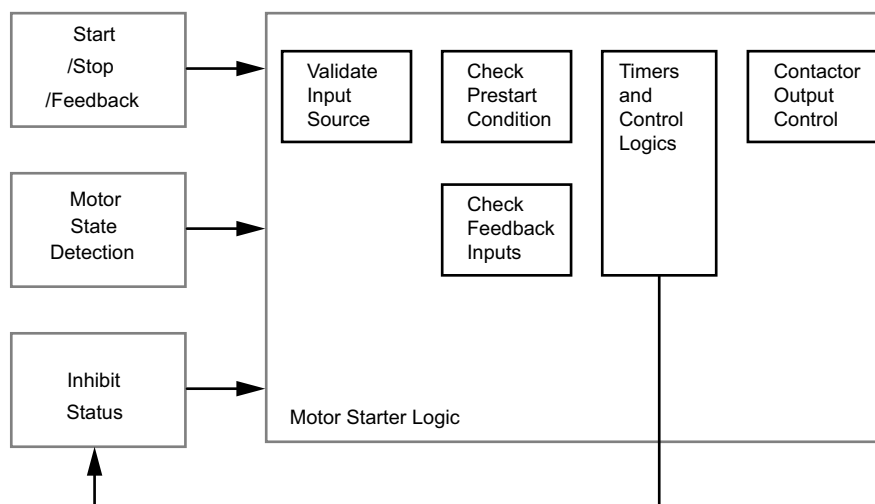 Start
/Stop
/Feedback
Validate
Input
Source
Check
Prestart
Condition
Timers
and
Control
Logics
Contactor
Output
Control
Motor
State
Detection
Check
Feedback
Inputs
Inhibit
Status
Motor Starter Logic